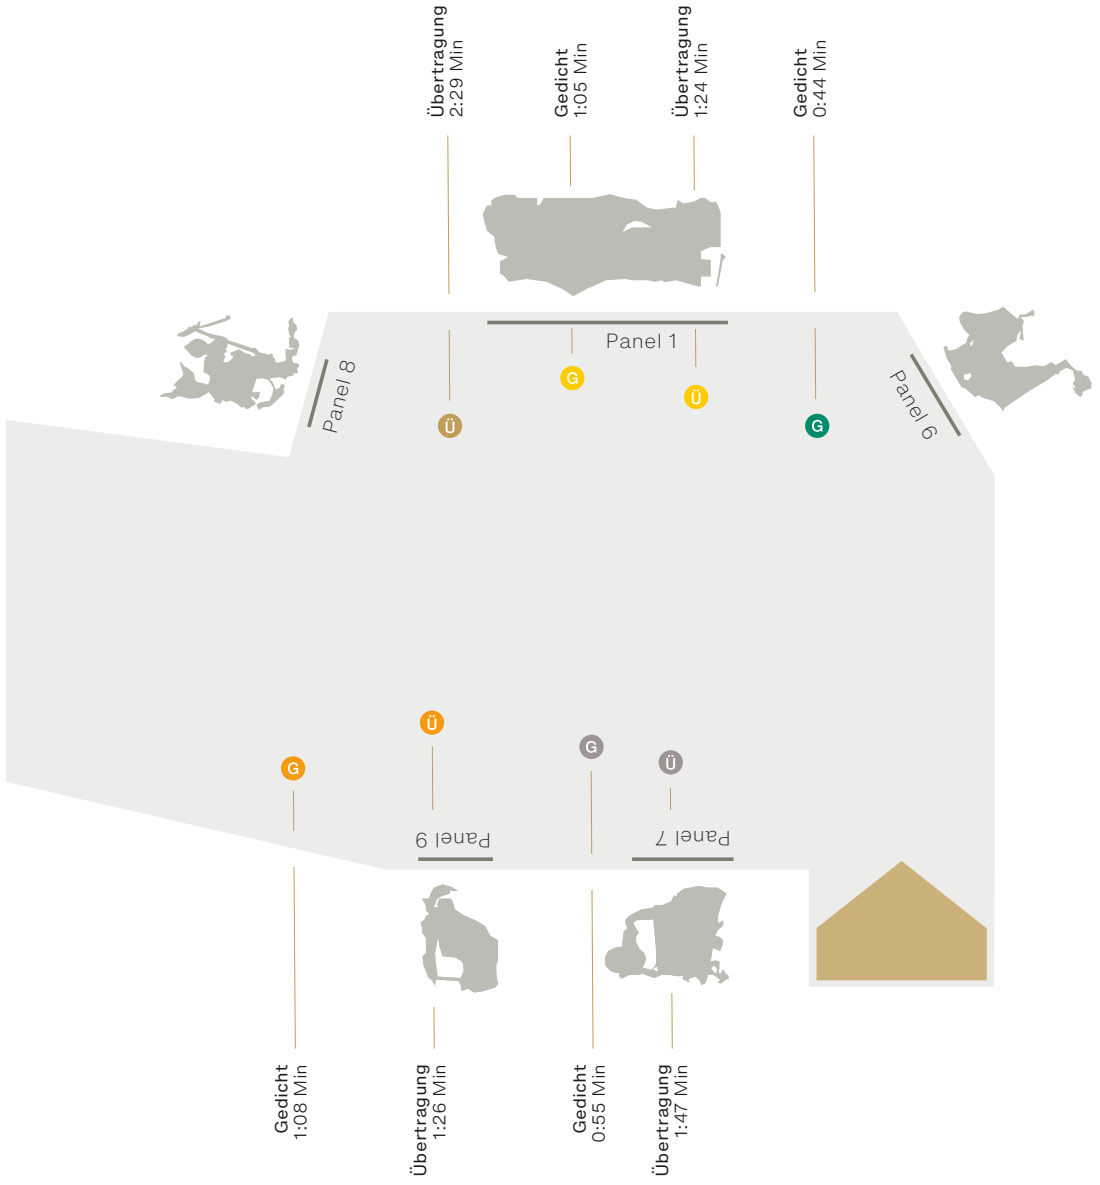 Übertragung
2:29 Min
Gedicht
1:05 Min
Übertragung
1:24 Min
Gedicht
0:44 Min
Panel 1
Panel 8
Panel 6
G
Ü
Ü
G
Ü
G
G
Ü
Panel 9
Panel 7
Gedicht
1:08 Min
Übertragung
1:26 Min
Gedicht
0:55 Min
Übertragung
1:47 Min